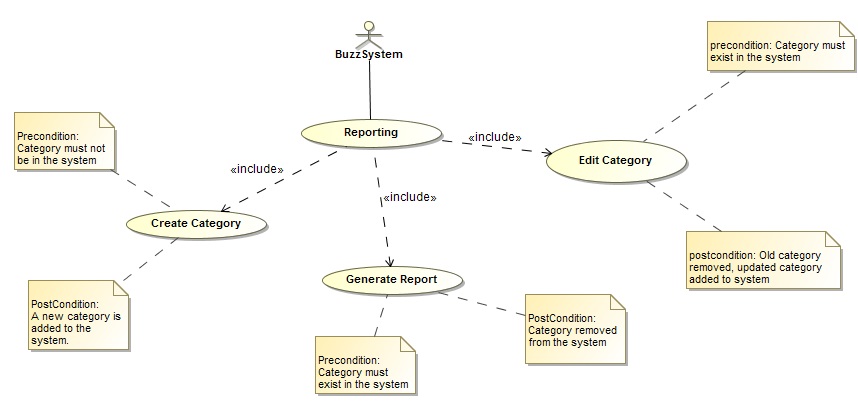 BuzzSystem
precondition: Category must
exist in the system
Reporting
«include»
Edit Category
Precondition:
Category must not
be in the system
«include»
«include»
Create Category
postcondition: Old category
removed, updated category
added to system
Generate Report
PostCondition:
A new category is
added to the
system.
PostCondition:
Category removed
from the system
Precondition:
Category must
exist in the system